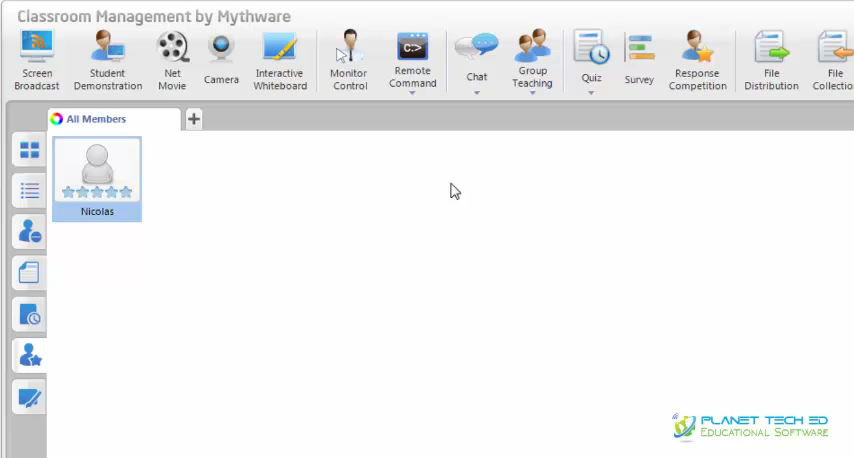 Classroom Management by Mythware
Screen Broadcast
Student Demonstration
Net Movie
Camera
Interactive Whiteboard
Monitor Control
Remote Command
Chat
Group Teaching
Quiz
Survey
Response Competition
File Distribution
File Collectio
All Members
Nicolas
C:>
PLANET TECH ED
EDUCATIONAL SOFTWARE